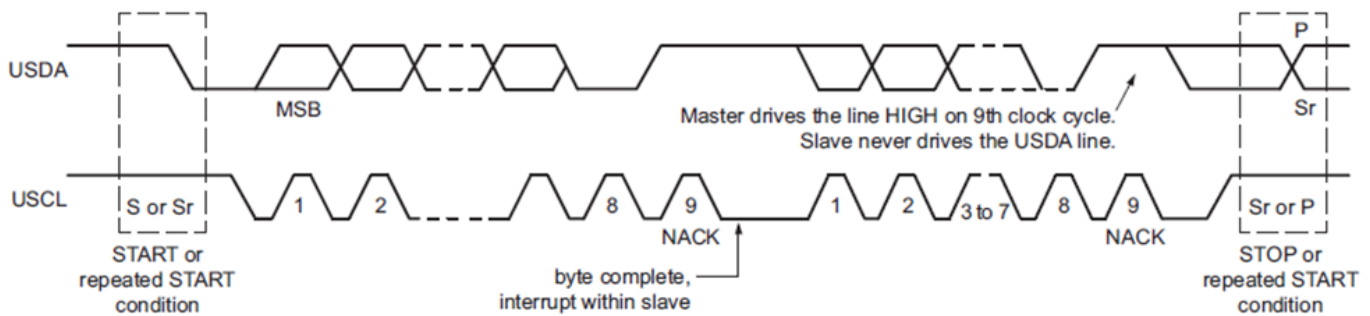 P
USDA
MSB
Master drives the line HIGH on 9th clock cycle.
Slave never drives the USDA line.
Sr
USCL
S or Sr
1
2
8
9
1
2
3 to 7
8
9
Sr or P
NACK
NACK
START or
repeated START
condition
byte complete,
interrupt within slave
STOP or
repeated START
condition